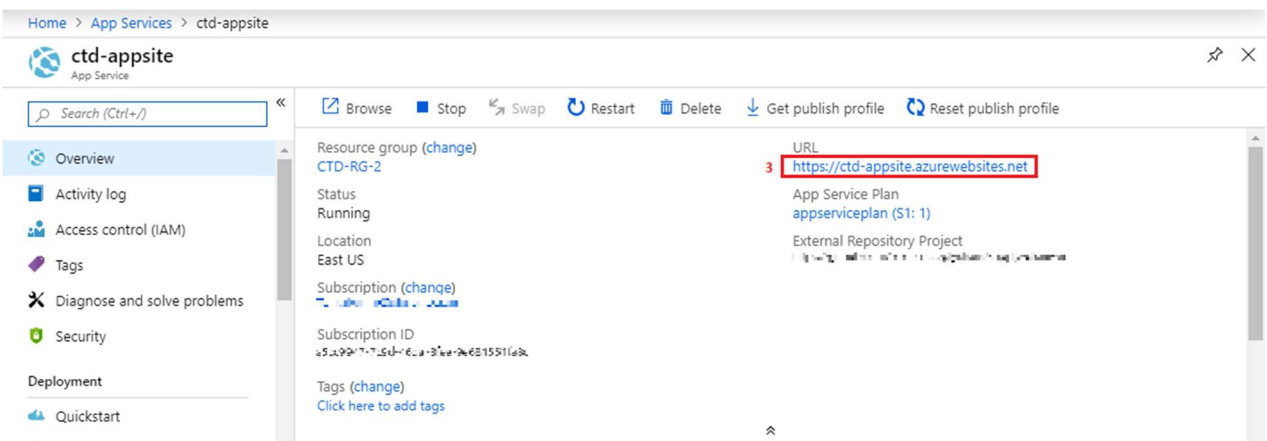 Home > App Services > ctd-appsite
ctd-appsite
App Service
Search (Ctrl+/)
«
Overview
Activity log
Access control (IAM)
Tags
Diagnose and solve problems
Security
Deployment
Quickstart
Browse Stop Swap Restart Delete Get publish profile Reset publish profile
Resource group (change)
CTD-RG-2
Status
Running
Location
East US
Subscription (change)
Subscription ID
Tags (change)
Click here to add tags
URL
3 https://ctd-appsite.azurewebsites.net
App Service Plan
appserviceplan (S1: 1)
External Repository Project